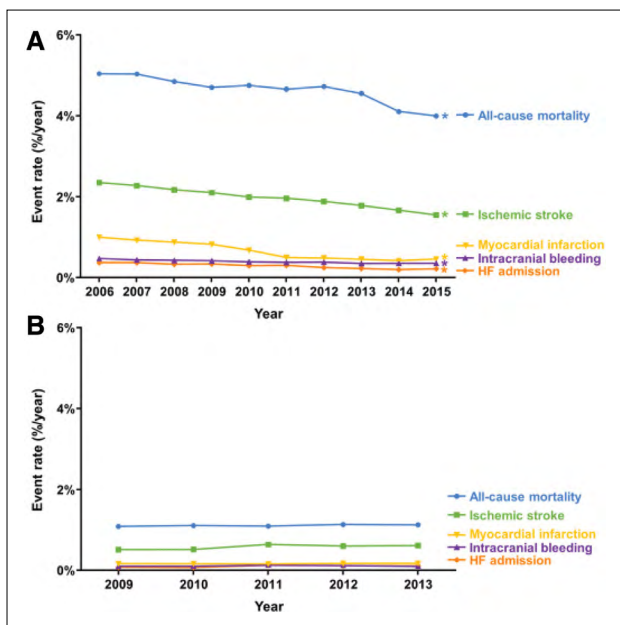 A
6%
4%
2%
0%
Event rate (%/year)
* All-cause mortality
* Ischemic stroke
* Myocardial infarction
* Intracranial bleeding
* HF admission
2006 2007 2008 2009 2010 2011 2012 2013 2014 2015
Year
B
6%
4%
2%
0%
Event rate (%/year)
All-cause mortality
Ischemic stroke
Myocardial infarction
Intracranial bleeding
HF admission
2009 2010 2011 2012 2013
Year